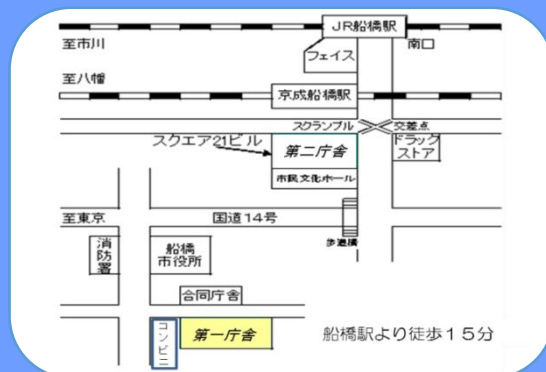 JR船橋駅
至市川
南口
フェイス
至八幡
京成船橋駅
スクランブル
交差点
スクエア21ビル
第二庁舎
ドラッグ
ストア
市民文化ホール
至東京
国道14号
歩道橋
消防署
船橋
市役所
合同庁舎
コンビニ
第一庁舎
船橋駅より徒歩15分